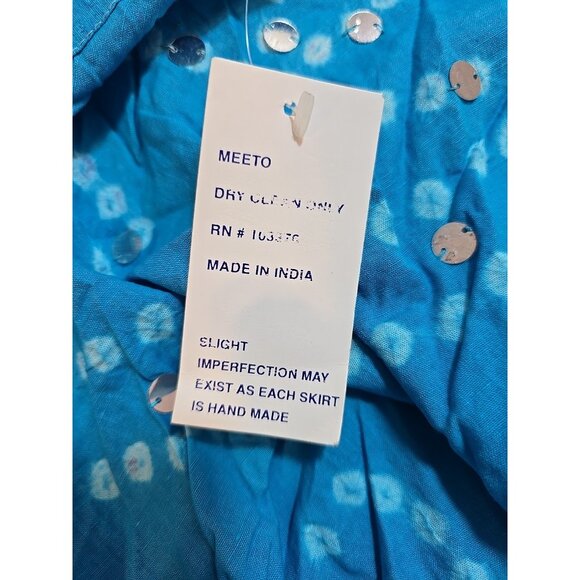 MEETO
DRY CLEAN ONLY
RN #
MADE IN INDIA
SLIGHT
IMPERFECTION MAY
EXIST AS EACH SKIRT
IS HAND MADE